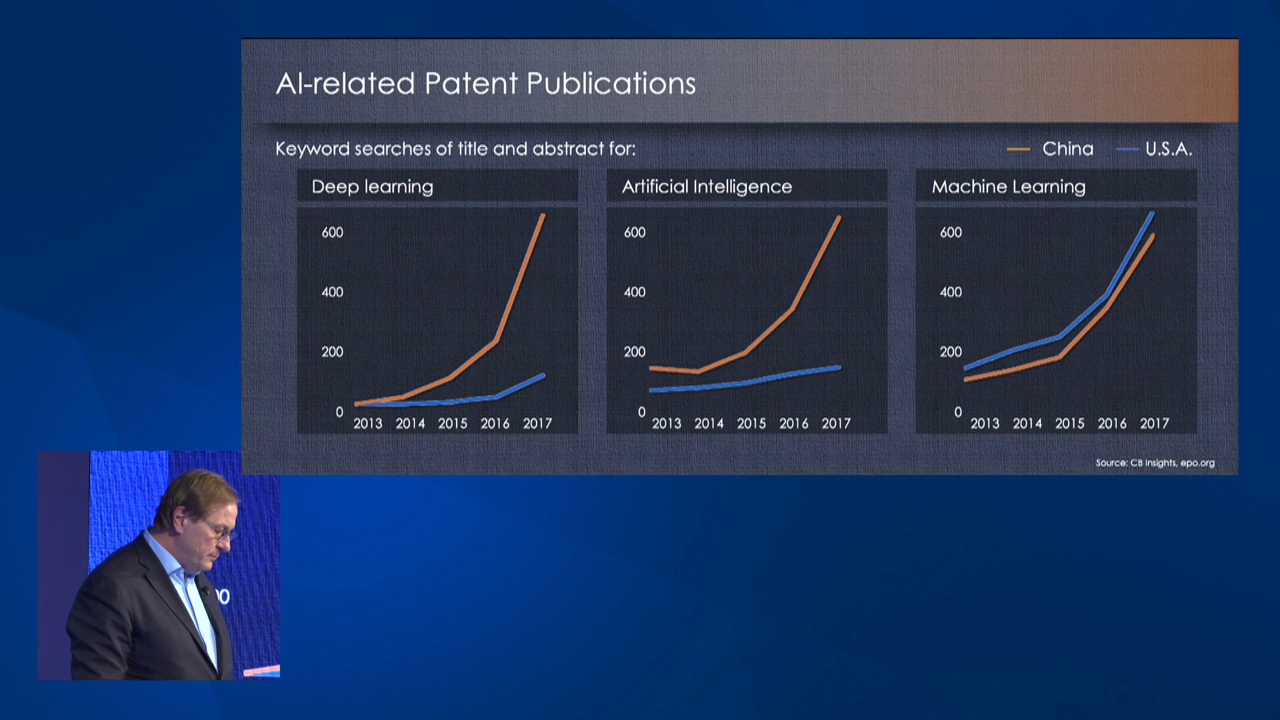 AI-related Patent Publications
Keyword searches of title and abstract for:
China
U.S.A.
Deep learning
600
400
200
0
2013 2014 2015 2016 2017
Artificial Intelligence
600
400
200
0
2013 2014 2015 2016 2017
Machine Learning
600
400
200
0
2013 2014 2015 2016 2017
Source: CB Insights, epo.org